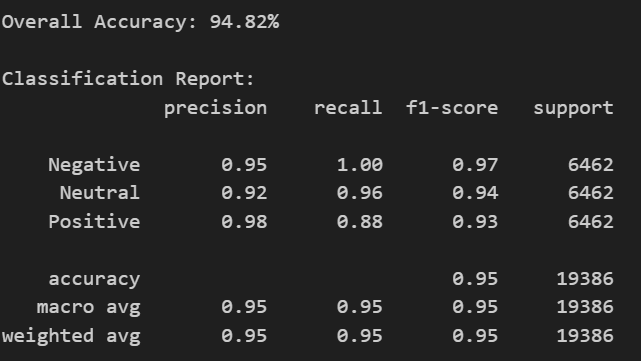 Overall Accuracy: 94.82%
Classification Report:
precision recall f1-score support
Negative 0.95 1.00 0.97 6462
Neutral 0.92 0.96 0.94 6462
Positive 0.98 0.88 0.93 6462
accuracy 0.95 19386
macro avg 0.95 0.95 0.95 19386
weighted avg 0.95 0.95 0.95 19386